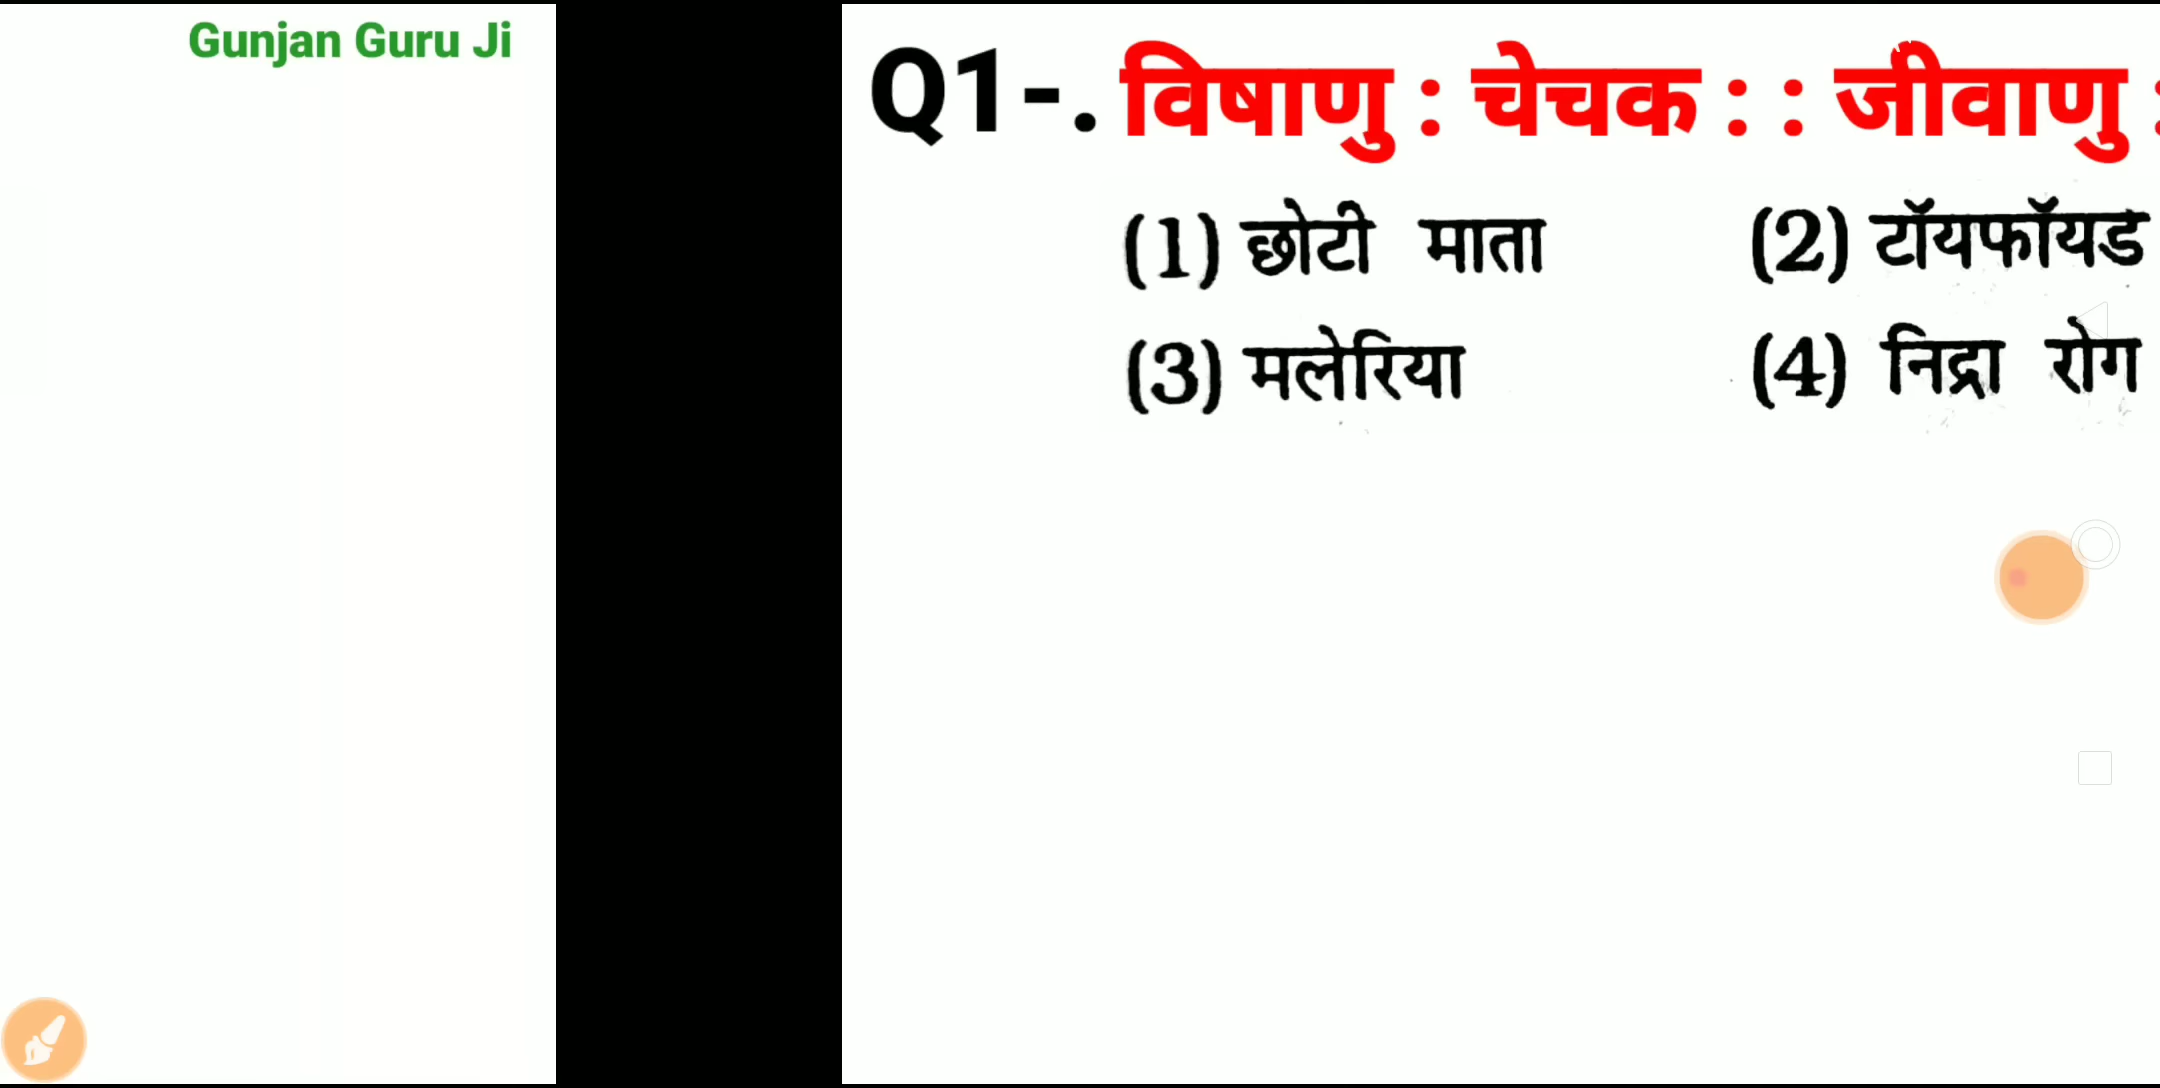 Gunjan Guru Ji
Q1-. विषाणु : चेचक : : जीवाणु :
(1) छोटी माता (2) टॉयफॉयड
(3) मलेरिया (4) निद्रा रोग